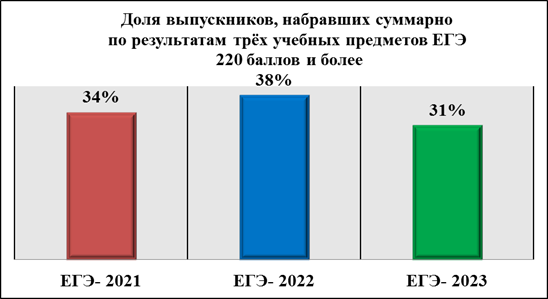 Доля выпускников, набравших суммарно
по результатам трёх учебных предметов ЕГЭ
220 баллов и более
34%
38%
31%
ЕГЭ- 2021
ЕГЭ- 2022
ЕГЭ- 2023